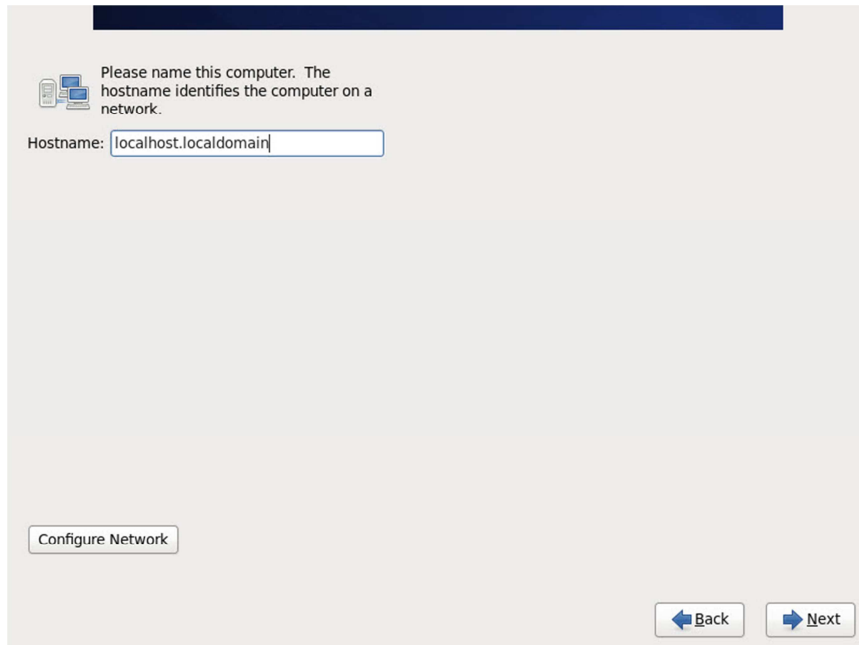 Please name this computer.  The
hostname identifies the computer on a
network.
Hostname: localhost.localdomain
Configure Network
Back
Next